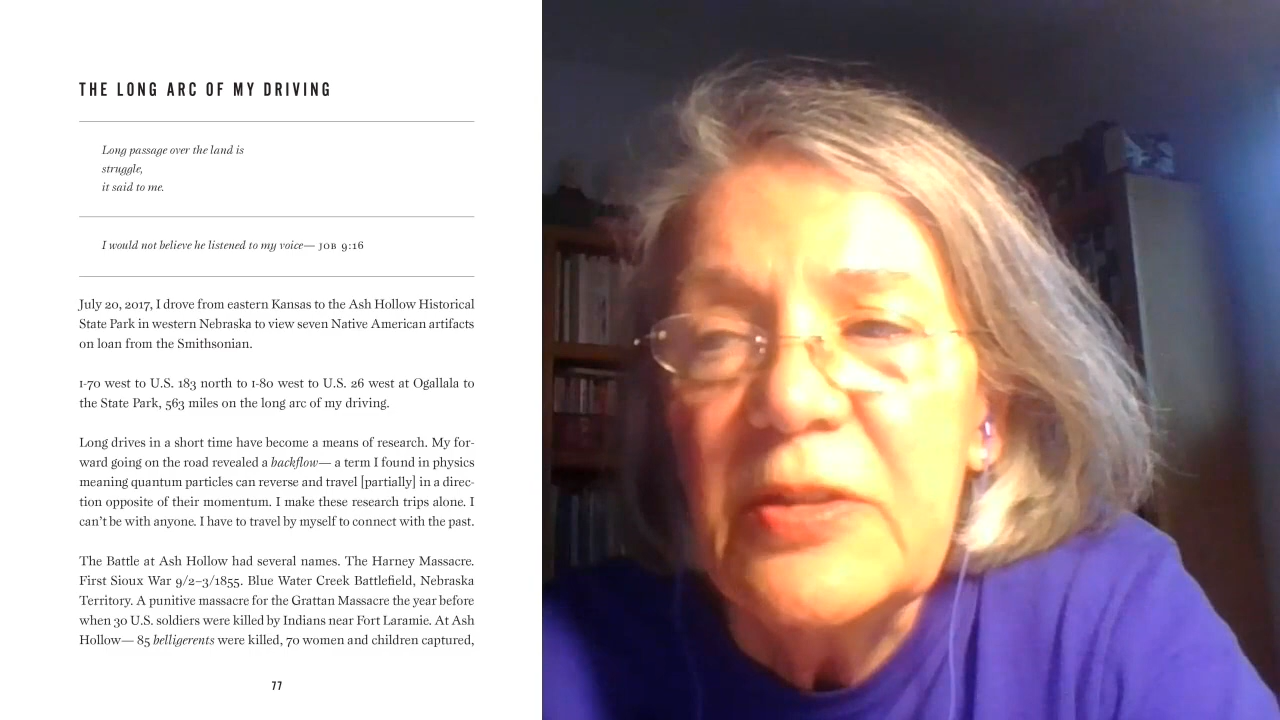 THE LONG ARC OF MY DRIVING
Long passage over the land is
struggle,
it said to me.
I would not believe he listened to my voice— JOB 9:16
July 20, 2017, I drove from eastern Kansas to the Ash Hollow Historical
State Park in western Nebraska to view seven Native American artifacts
on loan from the Smithsonian.
I-70 west to U.S. 183 north to I-80 west to U.S. 26 west at Ogallala to
the State Park, 563 miles on the long arc of my driving.
Long drives in a short time have become a means of research. My for-
ward going on the road revealed a backflow— a term I found in physics
meaning quantum particles can reverse and travel [partially] in a direc-
tion opposite of their momentum. I make these research trips alone. I
can't be with anyone. I have to travel by myself to connect with the past.
The Battle at Ash Hollow had several names. The Harney Massacre.
First Sioux War 9/2–3/1855. Blue Water Creek Battlefield, Nebraska
Territory. A punitive massacre for the Grattan Massacre the year before
when 30 U.S. soldiers were killed by Indians near Fort Laramie. At Ash
Hollow— 85 belligerents were killed, 70 women and children captured,
77